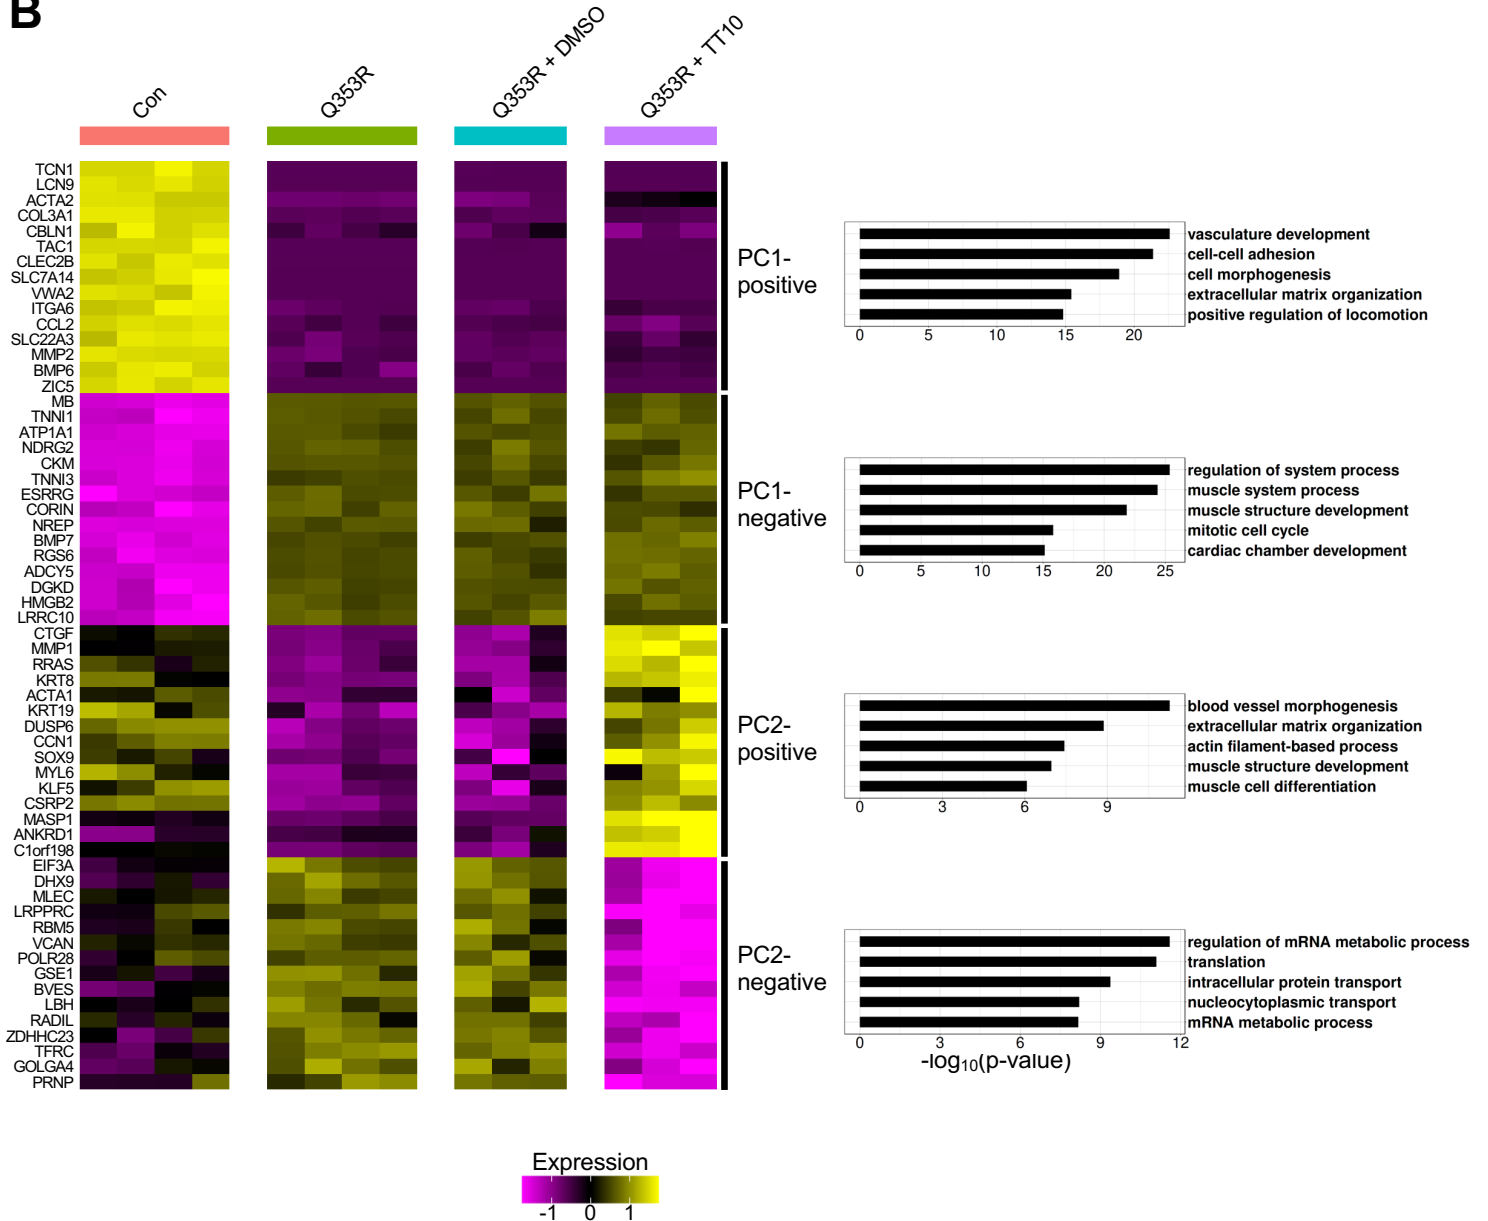 B
Con
Q353R
Q353R + DMSO
Q353R + TT10
TCN1
LCN9
ACTA2
COL3A1
CBLN1
TAC1
CLEC2B
SLC7A14
VWA2
ITGA6
CCL2
SLC22A3
MMP2
BMP6
ZIC5
MB
TNNI1
ATP1A1
NDRG2
CKM
TNNI3
ESRRG
CORIN
NREP
BMP7
RGS6
ADCY5
DGKD
HMGB2
LRRC10
CTGF
MMP1
RRAS
KRT8
ACTA1
KRT19
DUSP6
CCN1
SOX9
MYL6
KLF5
CSRP2
MASP1
ANKRD1
C1orf198
EIF3A
DHX9
MLEC
LRPPRC
RBM5
VCAN
POLR28
GSE1
BVES
LBH
RADIL
ZDHHC23
TFRC
GOLGA4
PRNP
PC1-
positive
PC1-
negative
PC2-
positive
PC2-
negative
vasculature development
cell-cell adhesion
cell morphogenesis
extracellular matrix organization
positive regulation of locomotion
0 5 10 15 20
regulation of system process
muscle system process
muscle structure development
mitotic cell cycle
cardiac chamber development
0 5 10 15 20 25
blood vessel morphogenesis
extracellular matrix organization
actin filament-based process
muscle structure development
muscle cell differentiation
0 3 6 9
regulation of mRNA metabolic process
translation
intracellular protein transport
nucleocytoplasmic transport
mRNA metabolic process
0 3 6 9 12
-log10(p-value)
Expression
-1 0 1